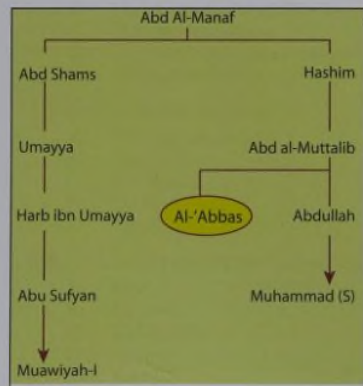 Abd Al-Manaf
Abd Shams Hashim
Umayya Abd al-Muttalib
Harb ibn Umayya Al-'Abbas Abdullah
Abu Sufyan Muhammad (S)
Muawiyah-I